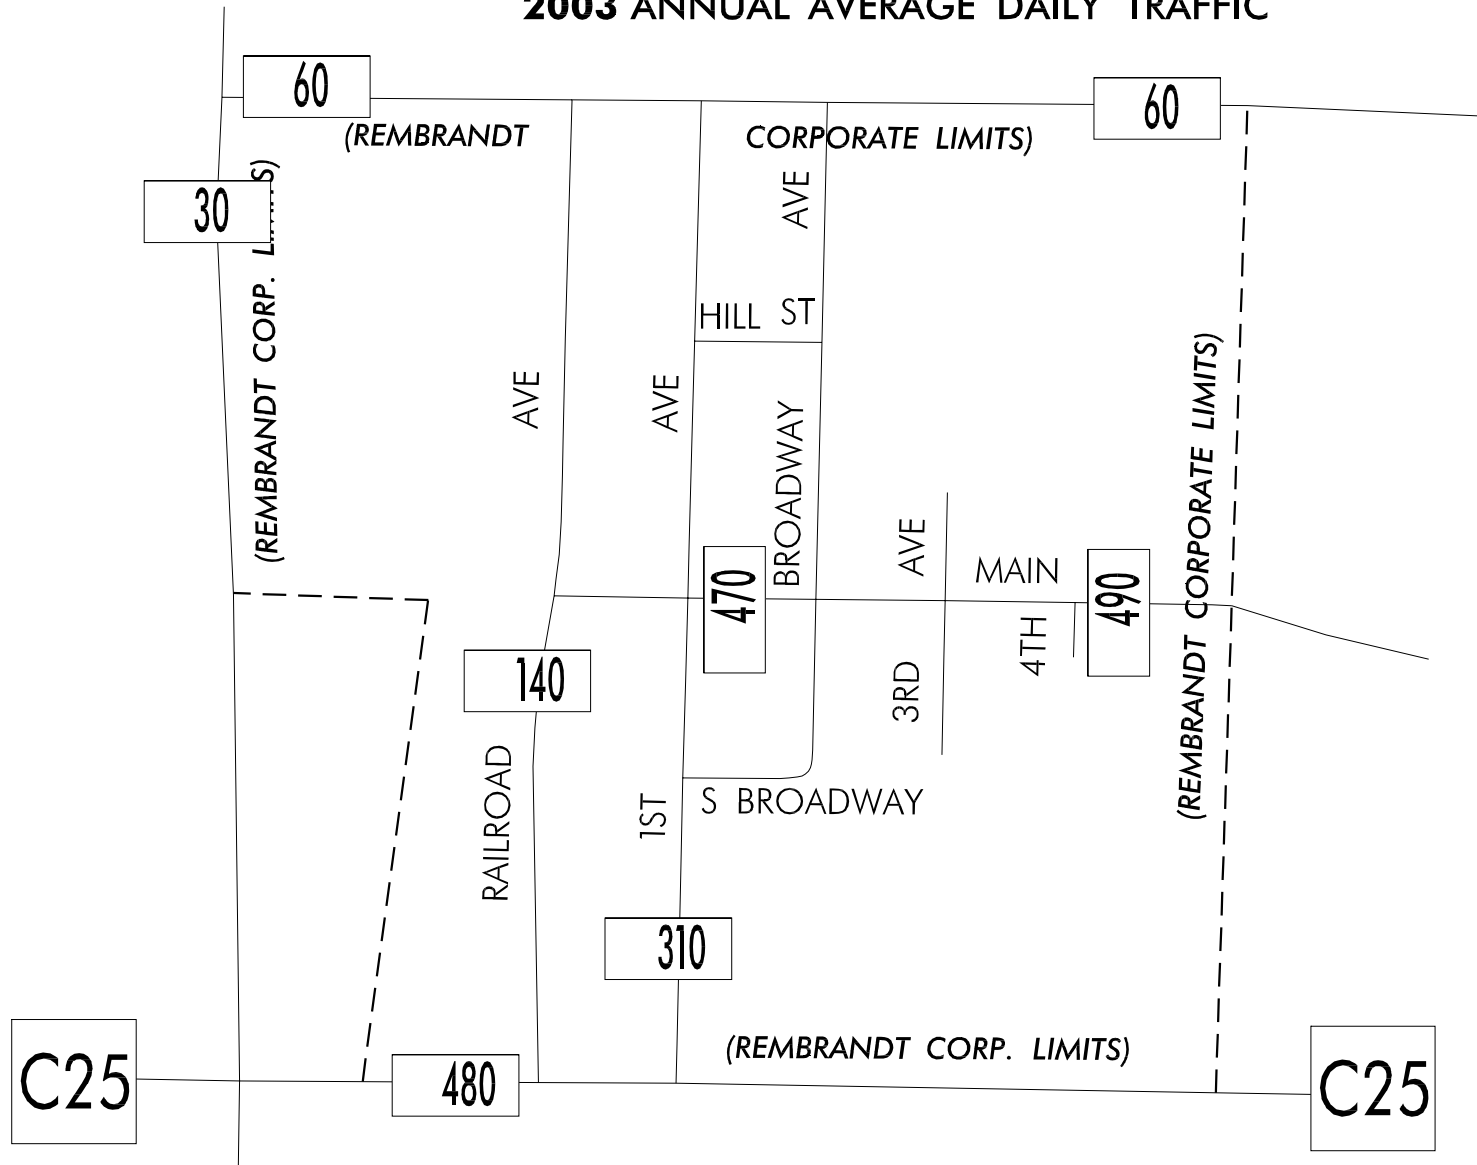 2003 ANNUAL AVERAGE DAILY TRAFFIC
60
60
(REMBRANDT CORPORATE LIMITS)
30
(REMBRANDT CORP. LIMITS)
AVE
HILL ST
AVE
AVE
BROADWAY
(REMBRANDT CORPORATE LIMITS)
AVE
MAIN
470
490
4TH
140
3RD
RAILROAD
1ST
S BROADWAY
310
(REMBRANDT CORP. LIMITS)
C25
480
C25